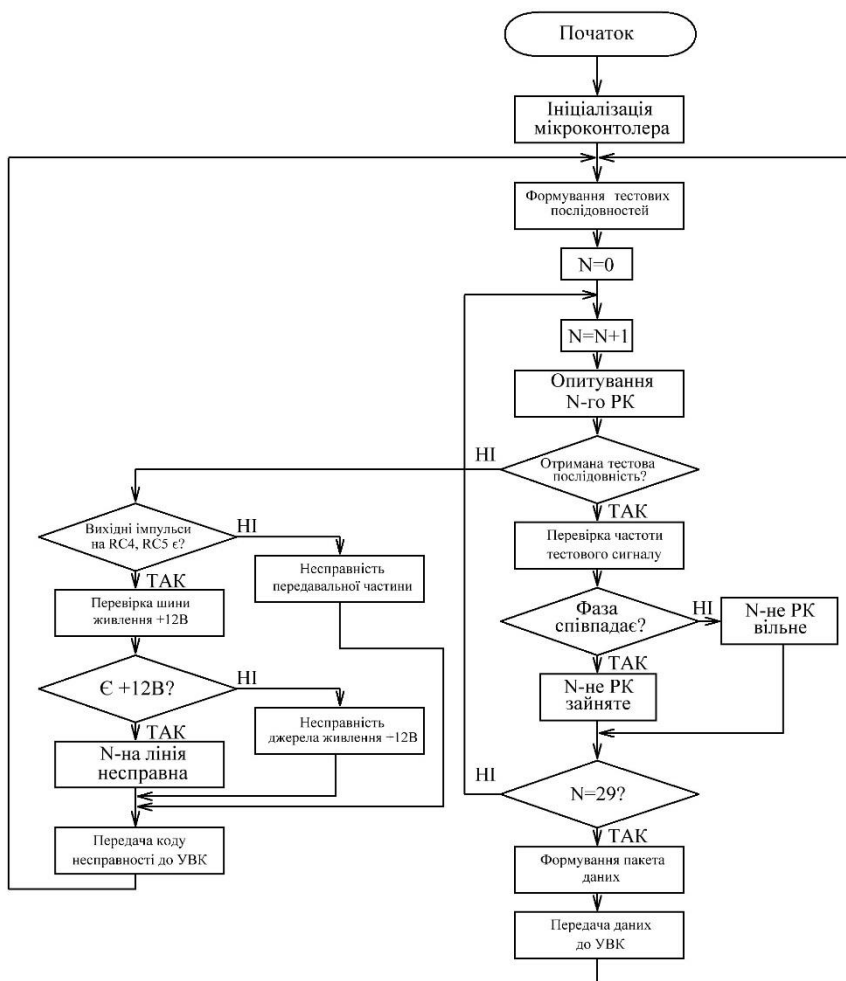 Початок
Ініціалізація
мікроконтолера
Формування тестових
послідовностей
N=0
N=N+1
Опитування
N-го РК
НІ
Отримана тестова
послідовність?
ТАК
Вихідні імпульси
на RC4, RC5 є?
НІ
ТАК
Несправність
передавальної частини
Перевірка частоти
тестового сигналу
Перевірка шини
живлення +12В
Фаза
співпадає?
НІ
N-не РК
вільне
ТАК
N-не РК
зайняте
Є +12В?
НІ
ТАК
Несправність
джерела живлення +12В
N-на лінія
несправна
НІ
N=29?
ТАК
Передача коду
несправності до УВК
Формування пакета
даних
Передача даних
до УВК